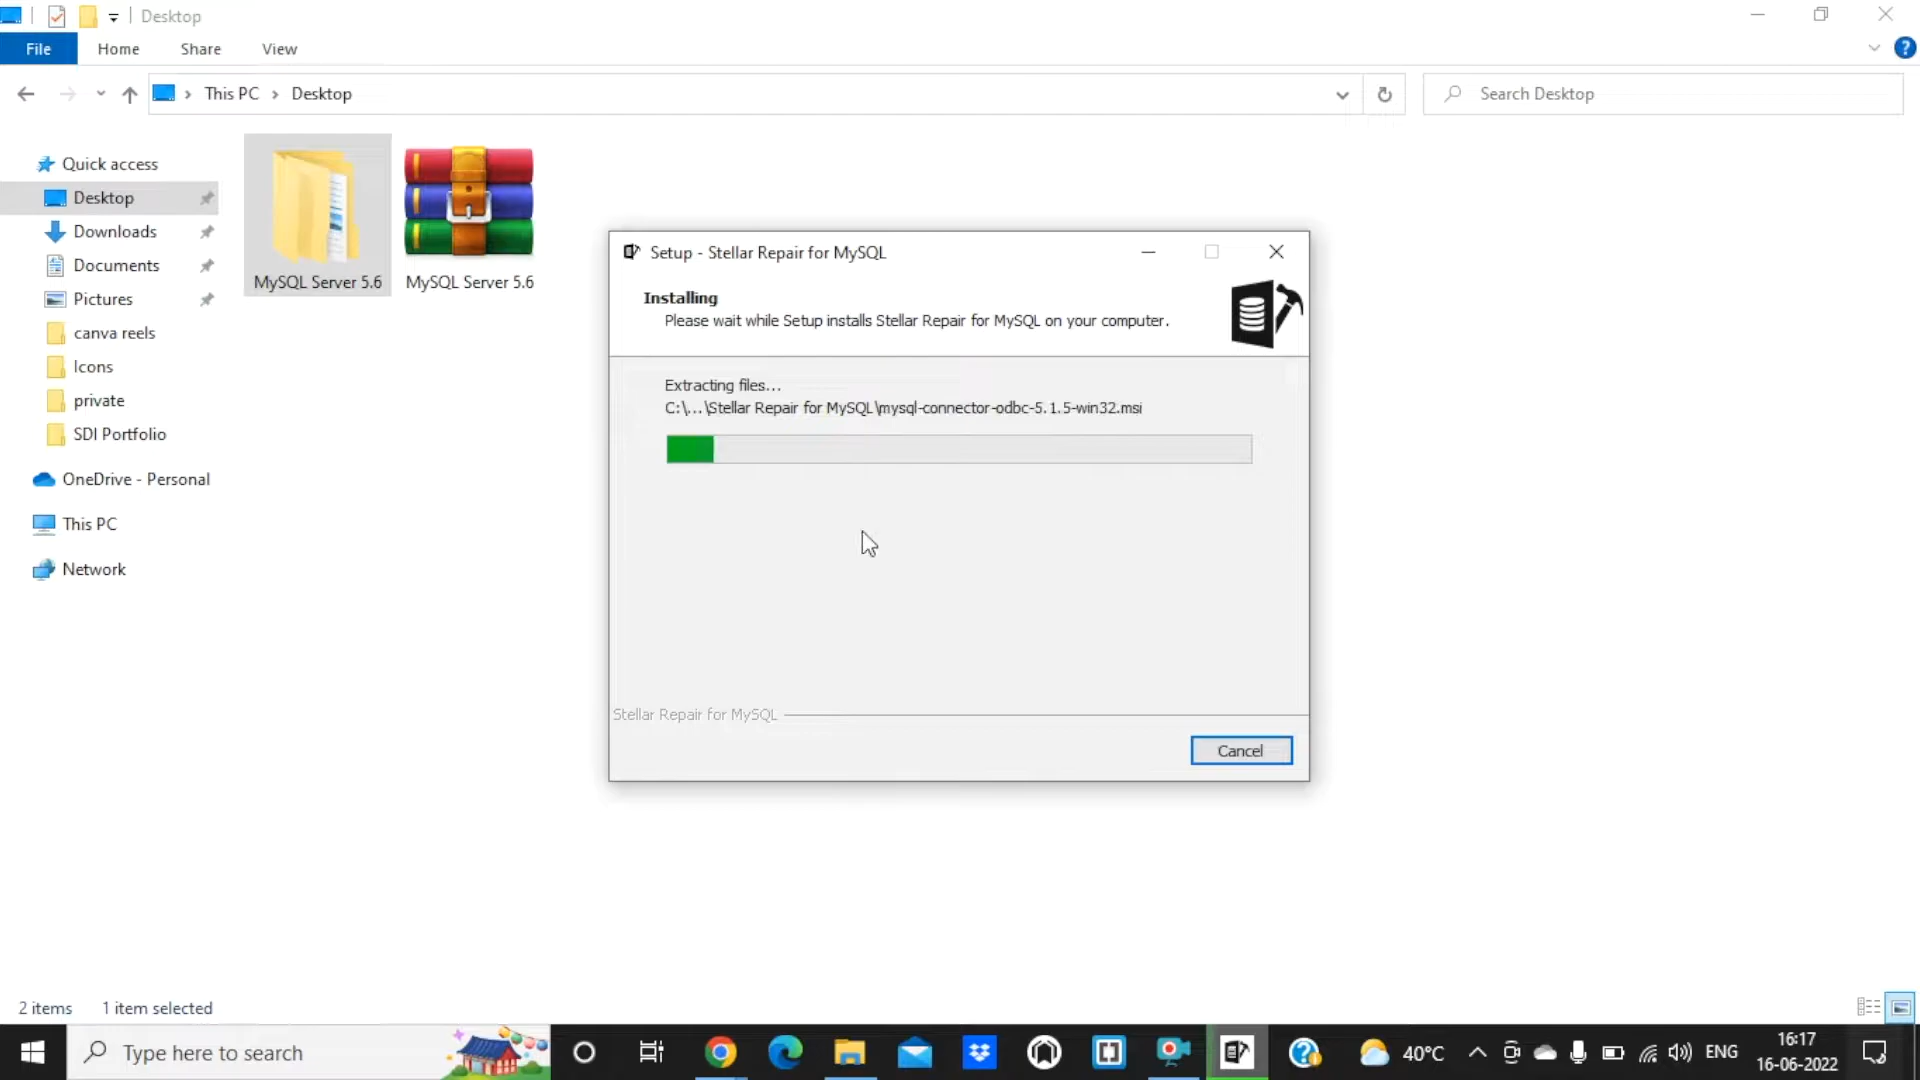 Desktop
File
Home
Share
View
This PC
Desktop
Search Desktop
Quick access
Desktop
Downloads
Documents
Pictures
canva reels
Icons
private
SDI Portfolio
OneDrive - Personal
This PC
Network
MySQL Server 5.6
MySQL Server 5.6
Setup - Stellar Repair for MySQL
Installing
Please wait while Setup installs Stellar Repair for MySQL on your computer.
Extracting files...
C:\...\Stellar Repair for MySQL\mysql-connector-odbc-5.1.5-win32.msi
Stellar Repair for MySQL
Cancel
2 items
1 item selected
Type here to search
40°C
ENG
16:17
16-06-2022